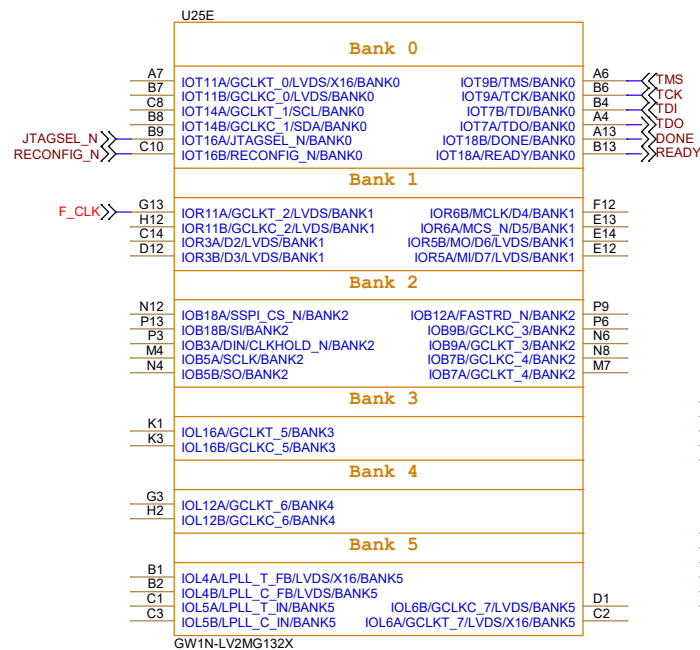 U25E
Bank 0
A7 IOT11A/GCLKT_0/LVDS/X16/BANK0 IOT9B/TMS/BANK0 A6 TMS
B7 IOT11B/GCLKC_0/LVDS/BANK0 IOT9A/TCK/BANK0 B6 TCK
C8 IOT14A/GCLKT_1/SCL/BANK0 IOT7B/TDI/BANK0 B4 TDI
B8 IOT14B/GCLKC_1/SDA/BANK0 IOT7A/TDO/BANK0 A4 TDO
JTAGSEL_N B9 IOT16A/JTAGSEL_N/BANK0 IOT18B/DONE/BANK0 A13 DONE
RECONFIG_N C10 IOT16B/RECONFIG_N/BANK0 IOT18A/READY/BANK0 B13 READY
Bank 1
F_CLK G13 IOR11A/GCLKT_2/LVDS/BANK1 IOR6B/MCLK/D4/BANK1 F12
H12 IOR11B/GCLKC_2/LVDS/BANK1 IOR6A/MCS_N/D5/BANK1 E13
C14 IOR3A/D2/LVDS/BANK1 IOR5B/MO/D6/LVDS/BANK1 E14
D12 IOR3B/D3/LVDS/BANK1 IOR5A/MI/D7/LVDS/BANK1 E12
Bank 2
N12 IOB18A/SSPI_CS_N/BANK2 IOB12A/FASTRD_N/BANK2 P9
P13 IOB18B/SI/BANK2 IOB9B/GCLKC_3/BANK2 P6
P3 IOB3A/DIN/CLKHOLD_N/BANK2 IOB9A/GCLKT_3/BANK2 N6
M4 IOB5A/SCLK/BANK2 IOB7B/GCLKC_4/BANK2 N8
N4 IOB5B/SO/BANK2 IOB7A/GCLKT_4/BANK2 M7
Bank 3
K1 IOL16A/GCLKT_5/BANK3
K3 IOL16B/GCLKC_5/BANK3
Bank 4
G3 IOL12A/GCLKT_6/BANK4
H2 IOL12B/GCLKC_6/BANK4
Bank 5
B1 IOL4A/LPLL_T_FB/LVDS/X16/BANK5
B2 IOL4B/LPLL_C_FB/LVDS/BANK5
C1 IOL5A/LPLL_T_IN/BANK5 IOL6B/GCLKC_7/LVDS/BANK5 D1
C3 IOL5B/LPLL_C_IN/BANK5 IOL6A/GCLKT_7/LVDS/X16/BANK5 C2
GW1N-LV2MG132X